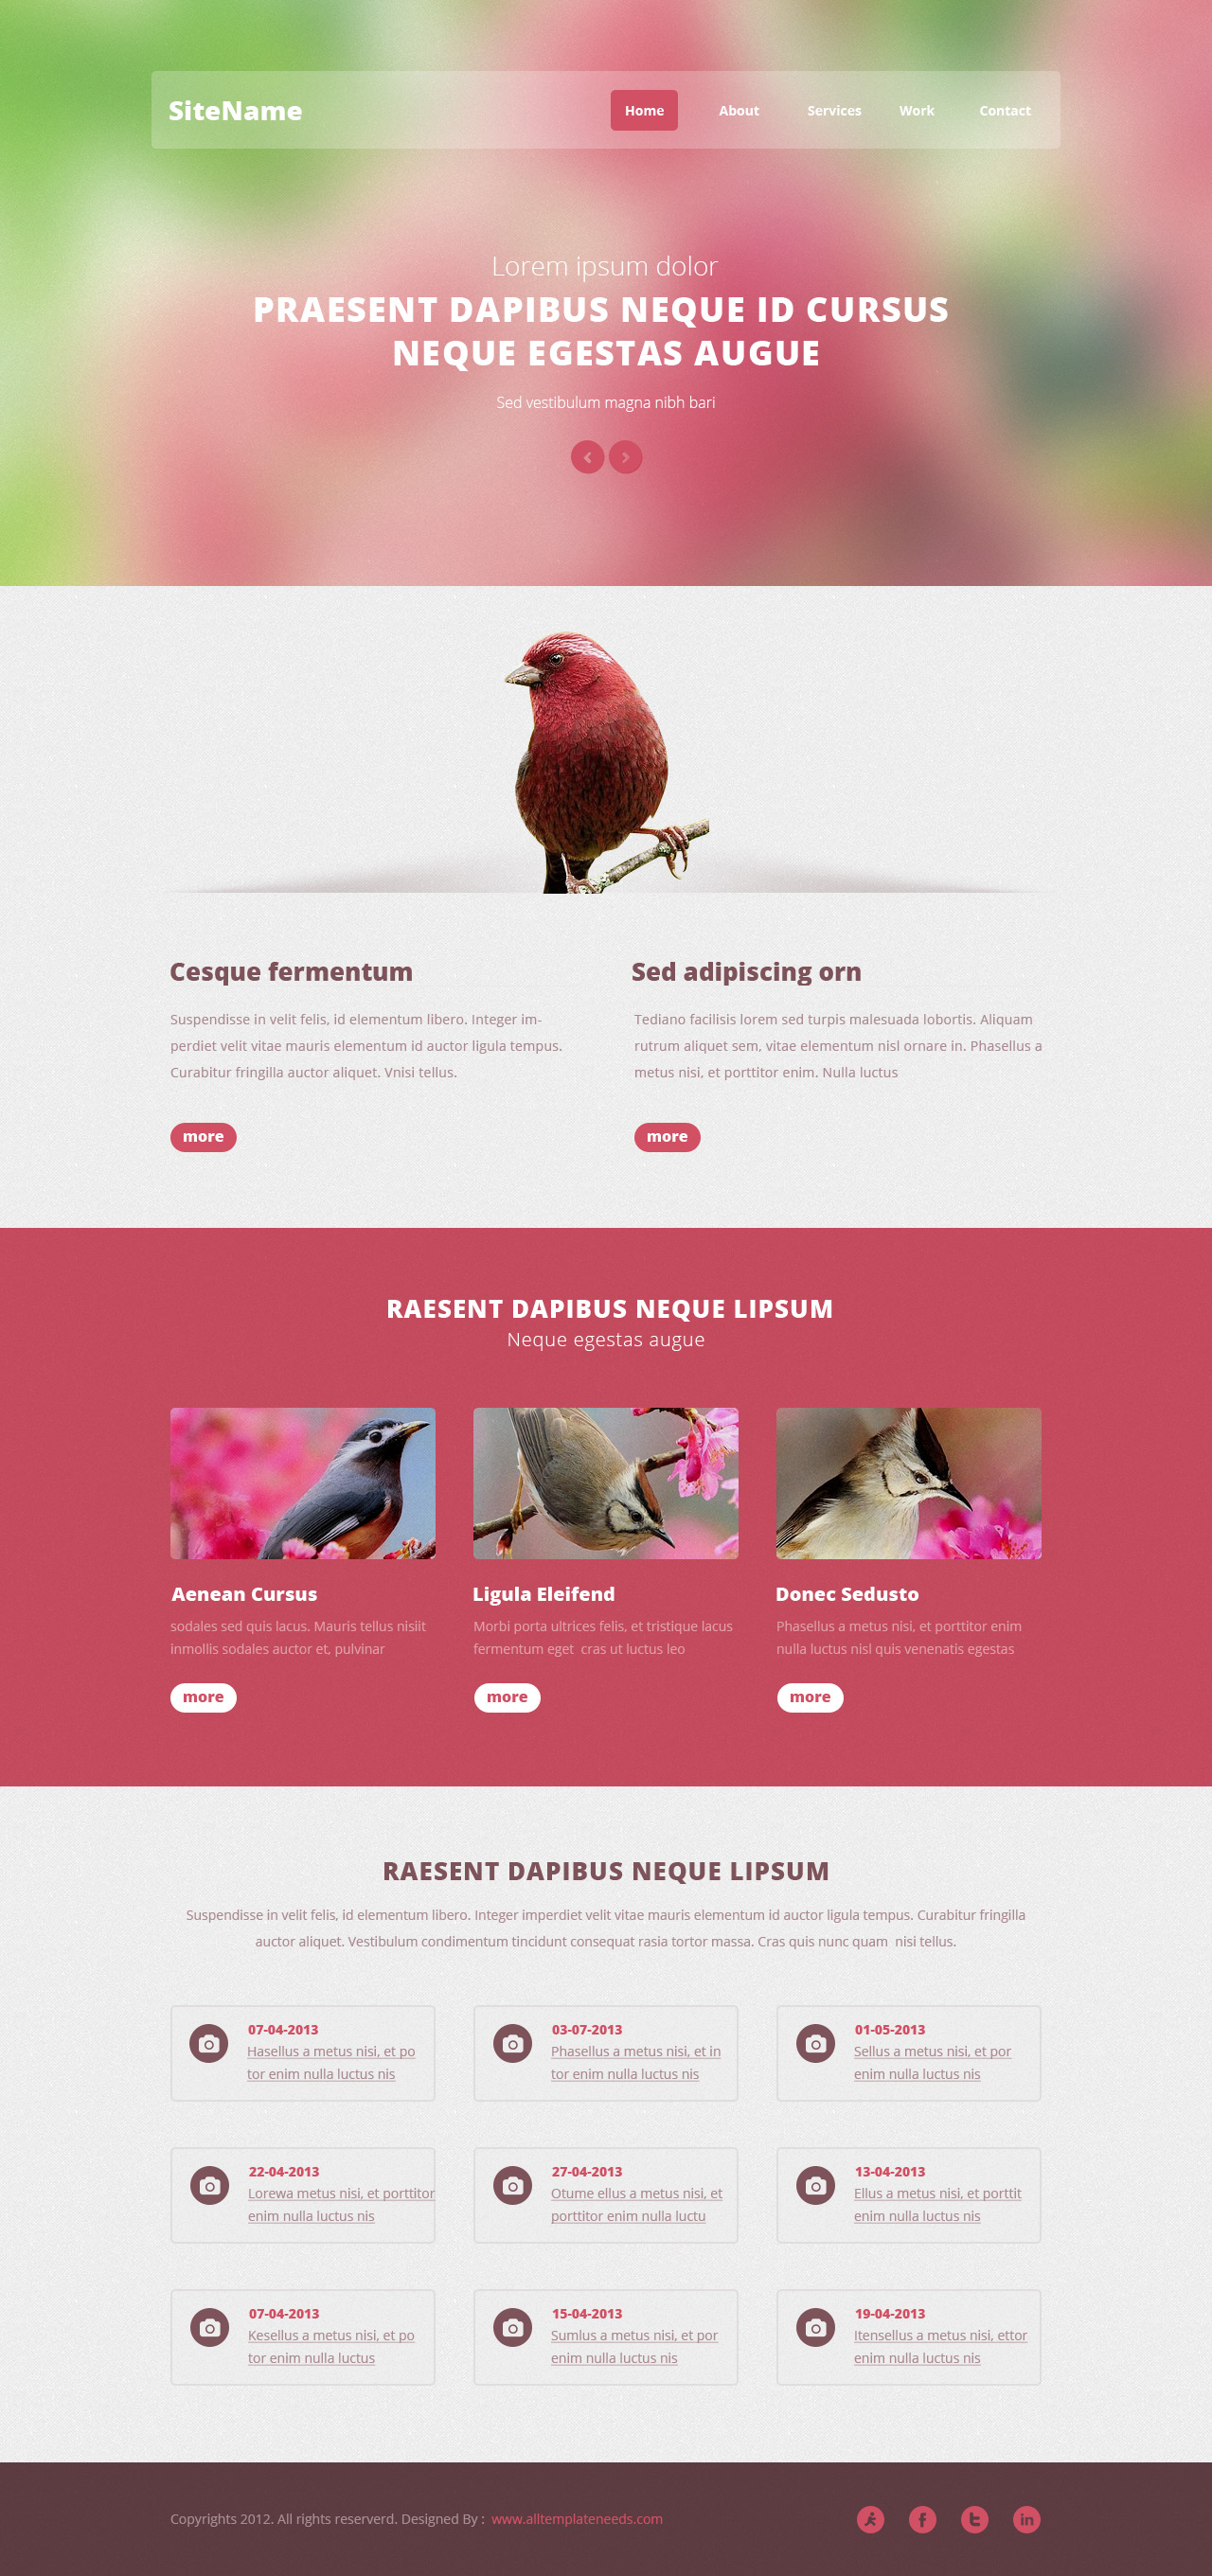 SiteName
Home About Services Work Contact
Lorem ipsum dolor
PRAESENT DAPIBUS NEQUE ID CURSUS
NEQUE EGESTAS AUGUE
Sed vestibulum magna nibh bari
Cesque fermentum
Suspendisse in velit felis, id elementum libero. Integer im-
perdiet velit vitae mauris elementum id auctor ligula tempus.
Curabitur fringilla auctor aliquet. Vnisi tellus.
more
Sed adipiscing orn
Tediano facilisis lorem sed turpis malesuada lobortis. Aliquam
rutrum aliquet sem, vitae elementum nisl ornare in. Phasellus a
metus nisi, et porttitor enim. Nulla luctus
more
RAESENT DAPIBUS NEQUE LIPSUM
Neque egestas augue
Aenean Cursus
sodales sed quis lacus. Mauris tellus nisiit
inmollis sodales auctor et, pulvinar
more
Ligula Eleifend
Morbi porta ultrices felis, et tristique lacus
fermentum eget cras ut luctus leo
more
Donec Sedusto
Phasellus a metus nisi, et porttitor enim
nulla luctus nisl quis venenatis egestas
more
RAESENT DAPIBUS NEQUE LIPSUM
Suspendisse in velit felis, id elementum libero. Integer imperdiet velit vitae mauris elementum id auctor ligula tempus. Curabitur fringilla
auctor aliquet. Vestibulum condimentum tincidunt consequat rasia tortor massa. Cras quis nunc quam nisi tellus.
07-04-2013
Hasellus a metus nisi, et po
tor enim nulla luctus nis
03-07-2013
Phasellus a metus nisi, et in
tor enim nulla luctus nis
01-05-2013
Sellus a metus nisi, et por
enim nulla luctus nis
22-04-2013
Lorewa metus nisi, et porttitor
enim nulla luctus nis
27-04-2013
Otume ellus a metus nisi, et
porttitor enim nulla luctu
13-04-2013
Ellus a metus nisi, et porttit
enim nulla luctus nis
07-04-2013
Kesellus a metus nisi, et po
tor enim nulla luctus
15-04-2013
Sumlus a metus nisi, et por
enim nulla luctus nis
19-04-2013
Itensellus a metus nisi, ettor
enim nulla luctus nis
Copyrights 2012. All rights reserverd. Designed By : www.alltemplateneeds.com